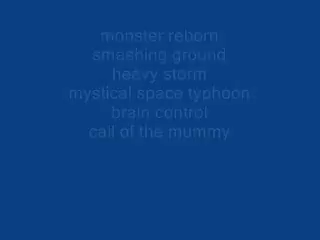 monster reborn
smashing ground
heavy storm
mystical space typhoon
brain control
call of the mummy